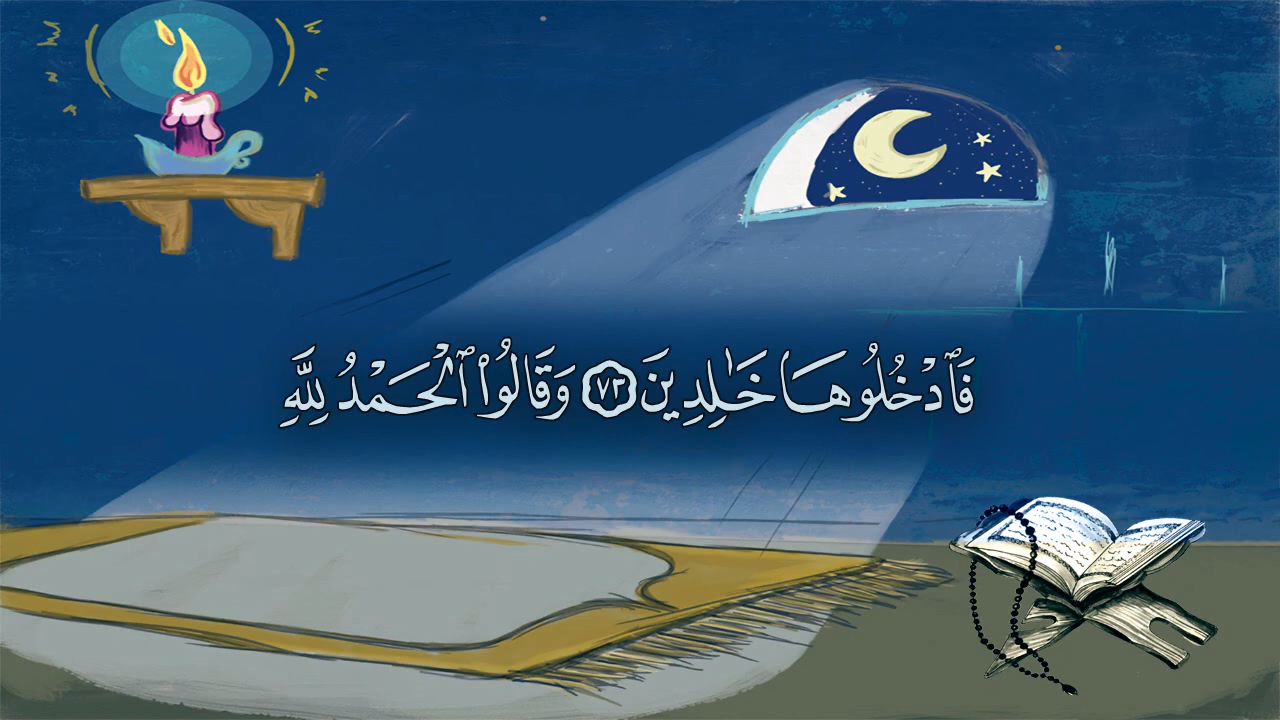 فَٱدْخُلُوهَا خَٰلِدِينَ ٧٣ وَقَالُوا۟ ٱلْحَمْدُ لِلَّهِ